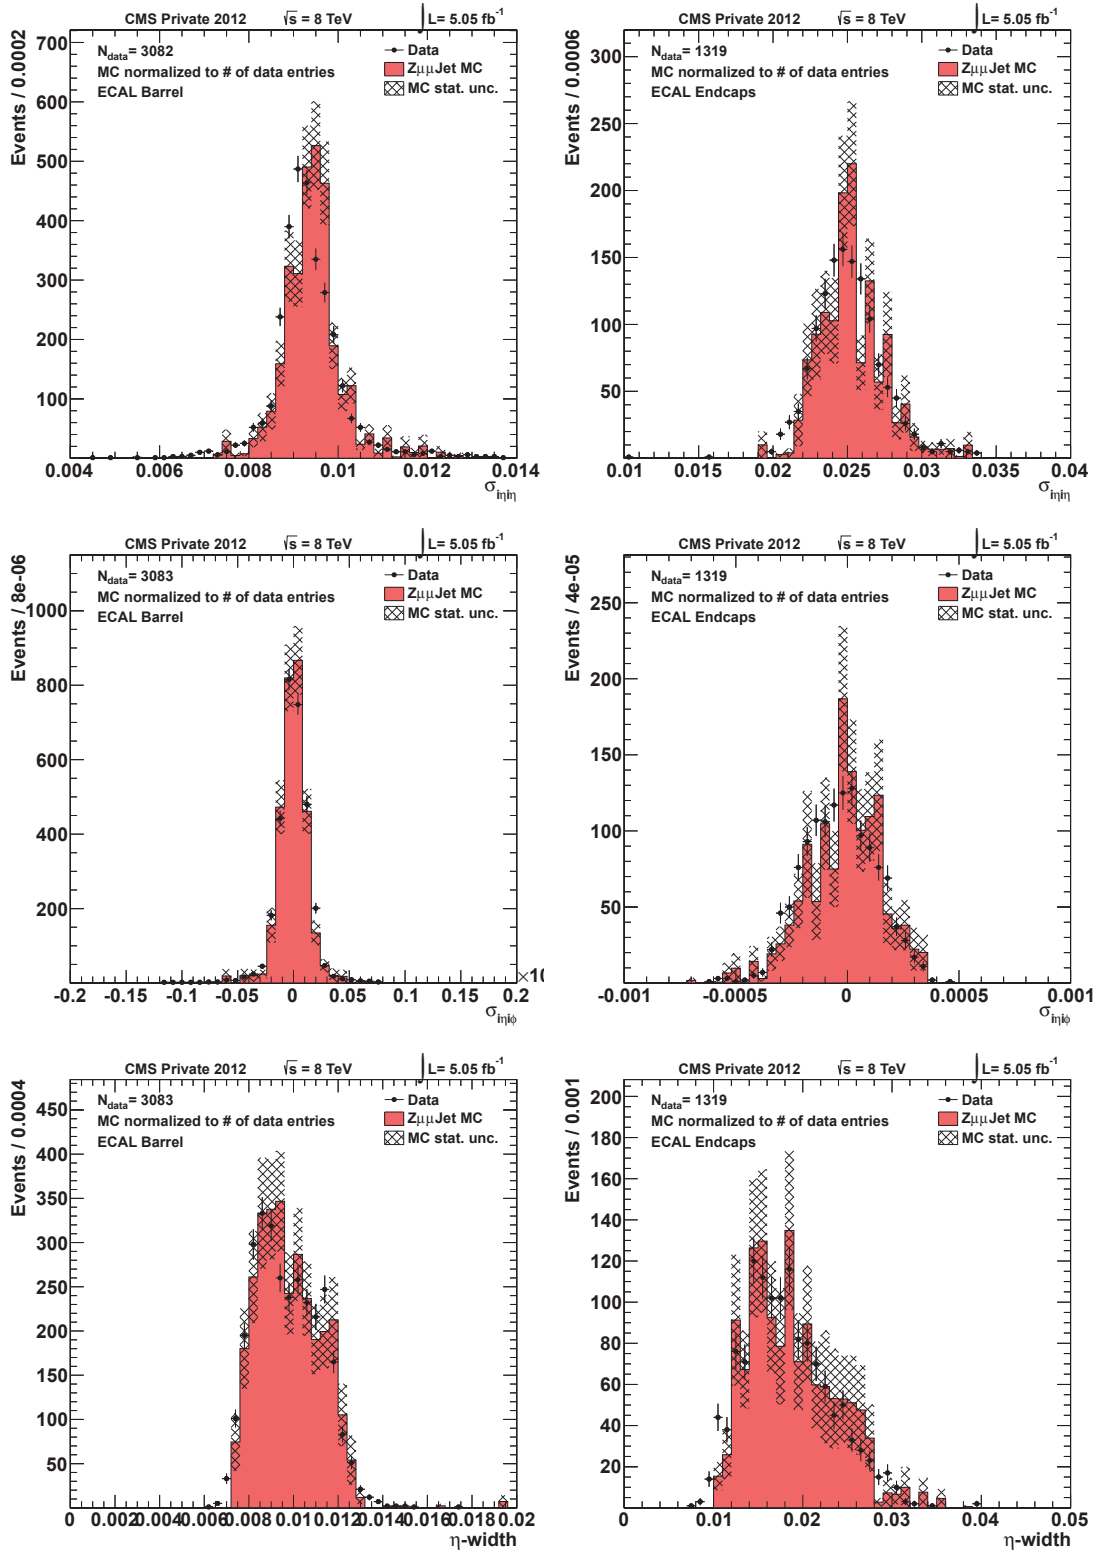 CMS Private 2012 √s = 8 TeV ∫L= 5.05 fb⁻¹
Events / 0.0002
N_data = 3082
MC normalized to # of data entries
ECAL Barrel
Data
ZμμJet MC
MC stat. unc.
700
600
500
400
300
200
100
0.004 0.006 0.008 0.01 0.012 0.014
σ_iηiη
CMS Private 2012 √s = 8 TeV ∫L= 5.05 fb⁻¹
Events / 0.0006
N_data = 1319
MC normalized to # of data entries
ECAL Endcaps
Data
ZμμJet MC
MC stat. unc.
300
250
200
150
100
50
0.01 0.015 0.02 0.025 0.03 0.035 0.04
σ_iηiη
CMS Private 2012 √s = 8 TeV ∫L= 5.05 fb⁻¹
Events / 8e-06
N_data = 3083
MC normalized to # of data entries
ECAL Barrel
Data
ZμμJet MC
MC stat. unc.
1000
800
600
400
200
-0.2 -0.15 -0.1 -0.05 0 0.05 0.1 0.15 0.2
×10
σ_iηiφ
CMS Private 2012 √s = 8 TeV ∫L= 5.05 fb⁻¹
Events / 4e-05
N_data = 1319
MC normalized to # of data entries
ECAL Endcaps
Data
ZμμJet MC
MC stat. unc.
250
200
150
100
50
-0.001 -0.0005 0 0.0005 0.001
σ_iηiφ
CMS Private 2012 √s = 8 TeV ∫L= 5.05 fb⁻¹
Events / 0.0004
N_data = 3083
MC normalized to # of data entries
ECAL Barrel
Data
ZμμJet MC
MC stat. unc.
450
400
350
300
250
200
150
100
50
0 0.002 0.004 0.006 0.008 0.01 0.012 0.014 0.016 0.018 0.02
η-width
CMS Private 2012 √s = 8 TeV ∫L= 5.05 fb⁻¹
Events / 0.001
N_data = 1319
MC normalized to # of data entries
ECAL Endcaps
Data
ZμμJet MC
MC stat. unc.
200
180
160
140
120
100
80
60
40
20
0 0.01 0.02 0.03 0.04 0.05
η-width